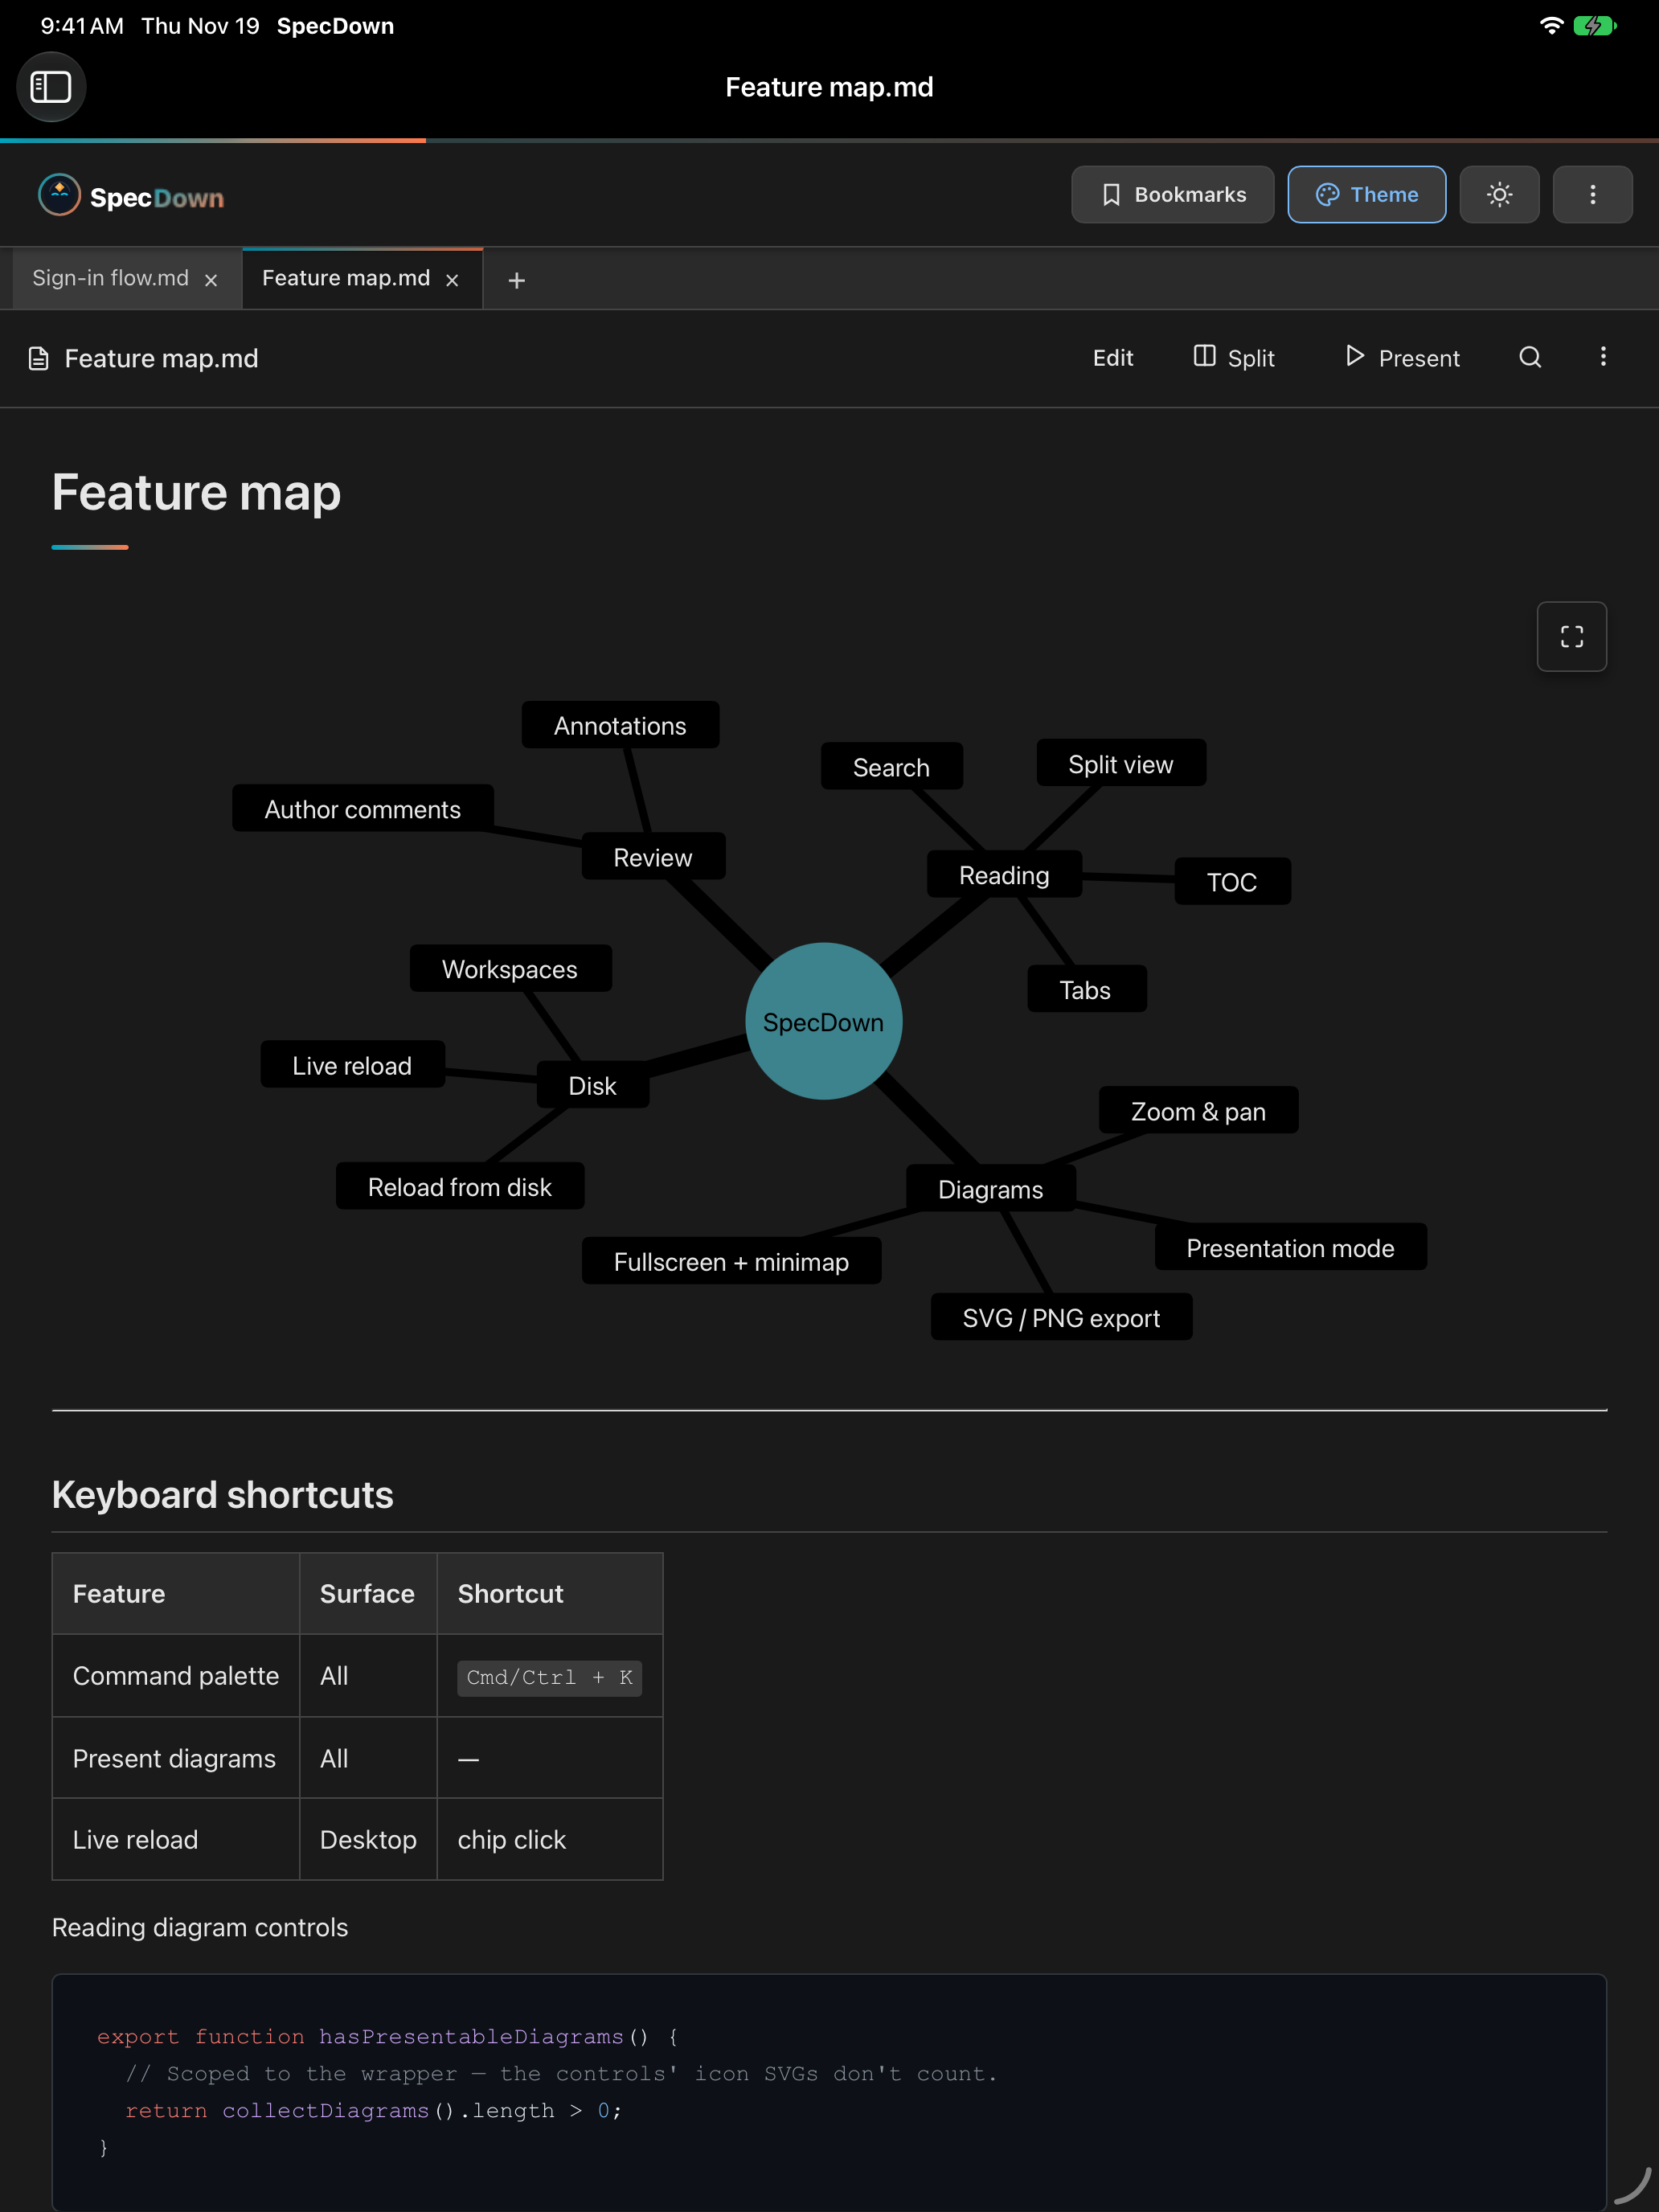 9:41 AM Thu Nov 19 SpecDown
Feature map.md
SpecDown
Bookmarks
Theme
Sign-in flow.md
Feature map.md
Feature map.md
Edit
Split
Present
Feature map
Annotations
Search
Split view
Author comments
Review
Reading
TOC
Workspaces
Tabs
SpecDown
Live reload
Disk
Zoom & pan
Reload from disk
Diagrams
Presentation mode
Fullscreen + minimap
SVG / PNG export
Keyboard shortcuts
Feature Surface Shortcut
Command palette All Cmd/Ctrl + K
Present diagrams All —
Live reload Desktop chip click
Reading diagram controls
export function hasPresentableDiagrams() {
  // Scoped to the wrapper — the controls' icon SVGs don't count.
  return collectDiagrams().length > 0;
}